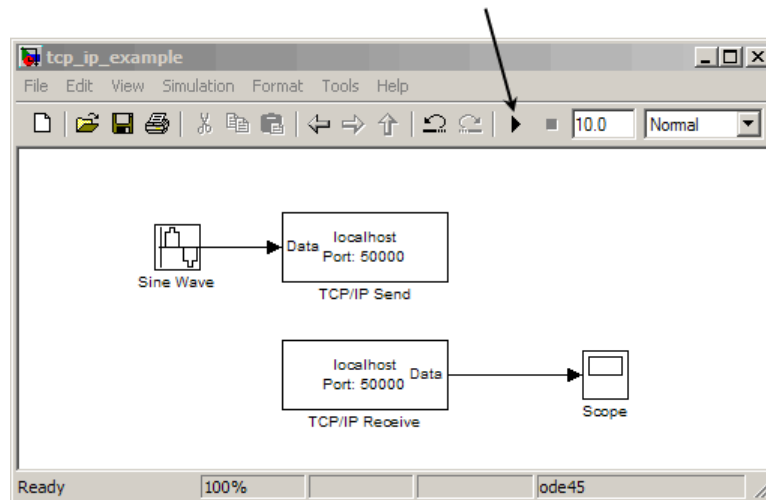 tcp_ip_example
File Edit View Simulation Format Tools Help
10.0 Normal
localhost
Data
Port: 50000
Sine Wave
TCP/IP Send
localhost
Data
Port: 50000
TCP/IP Receive
Scope
Ready 100% ode45